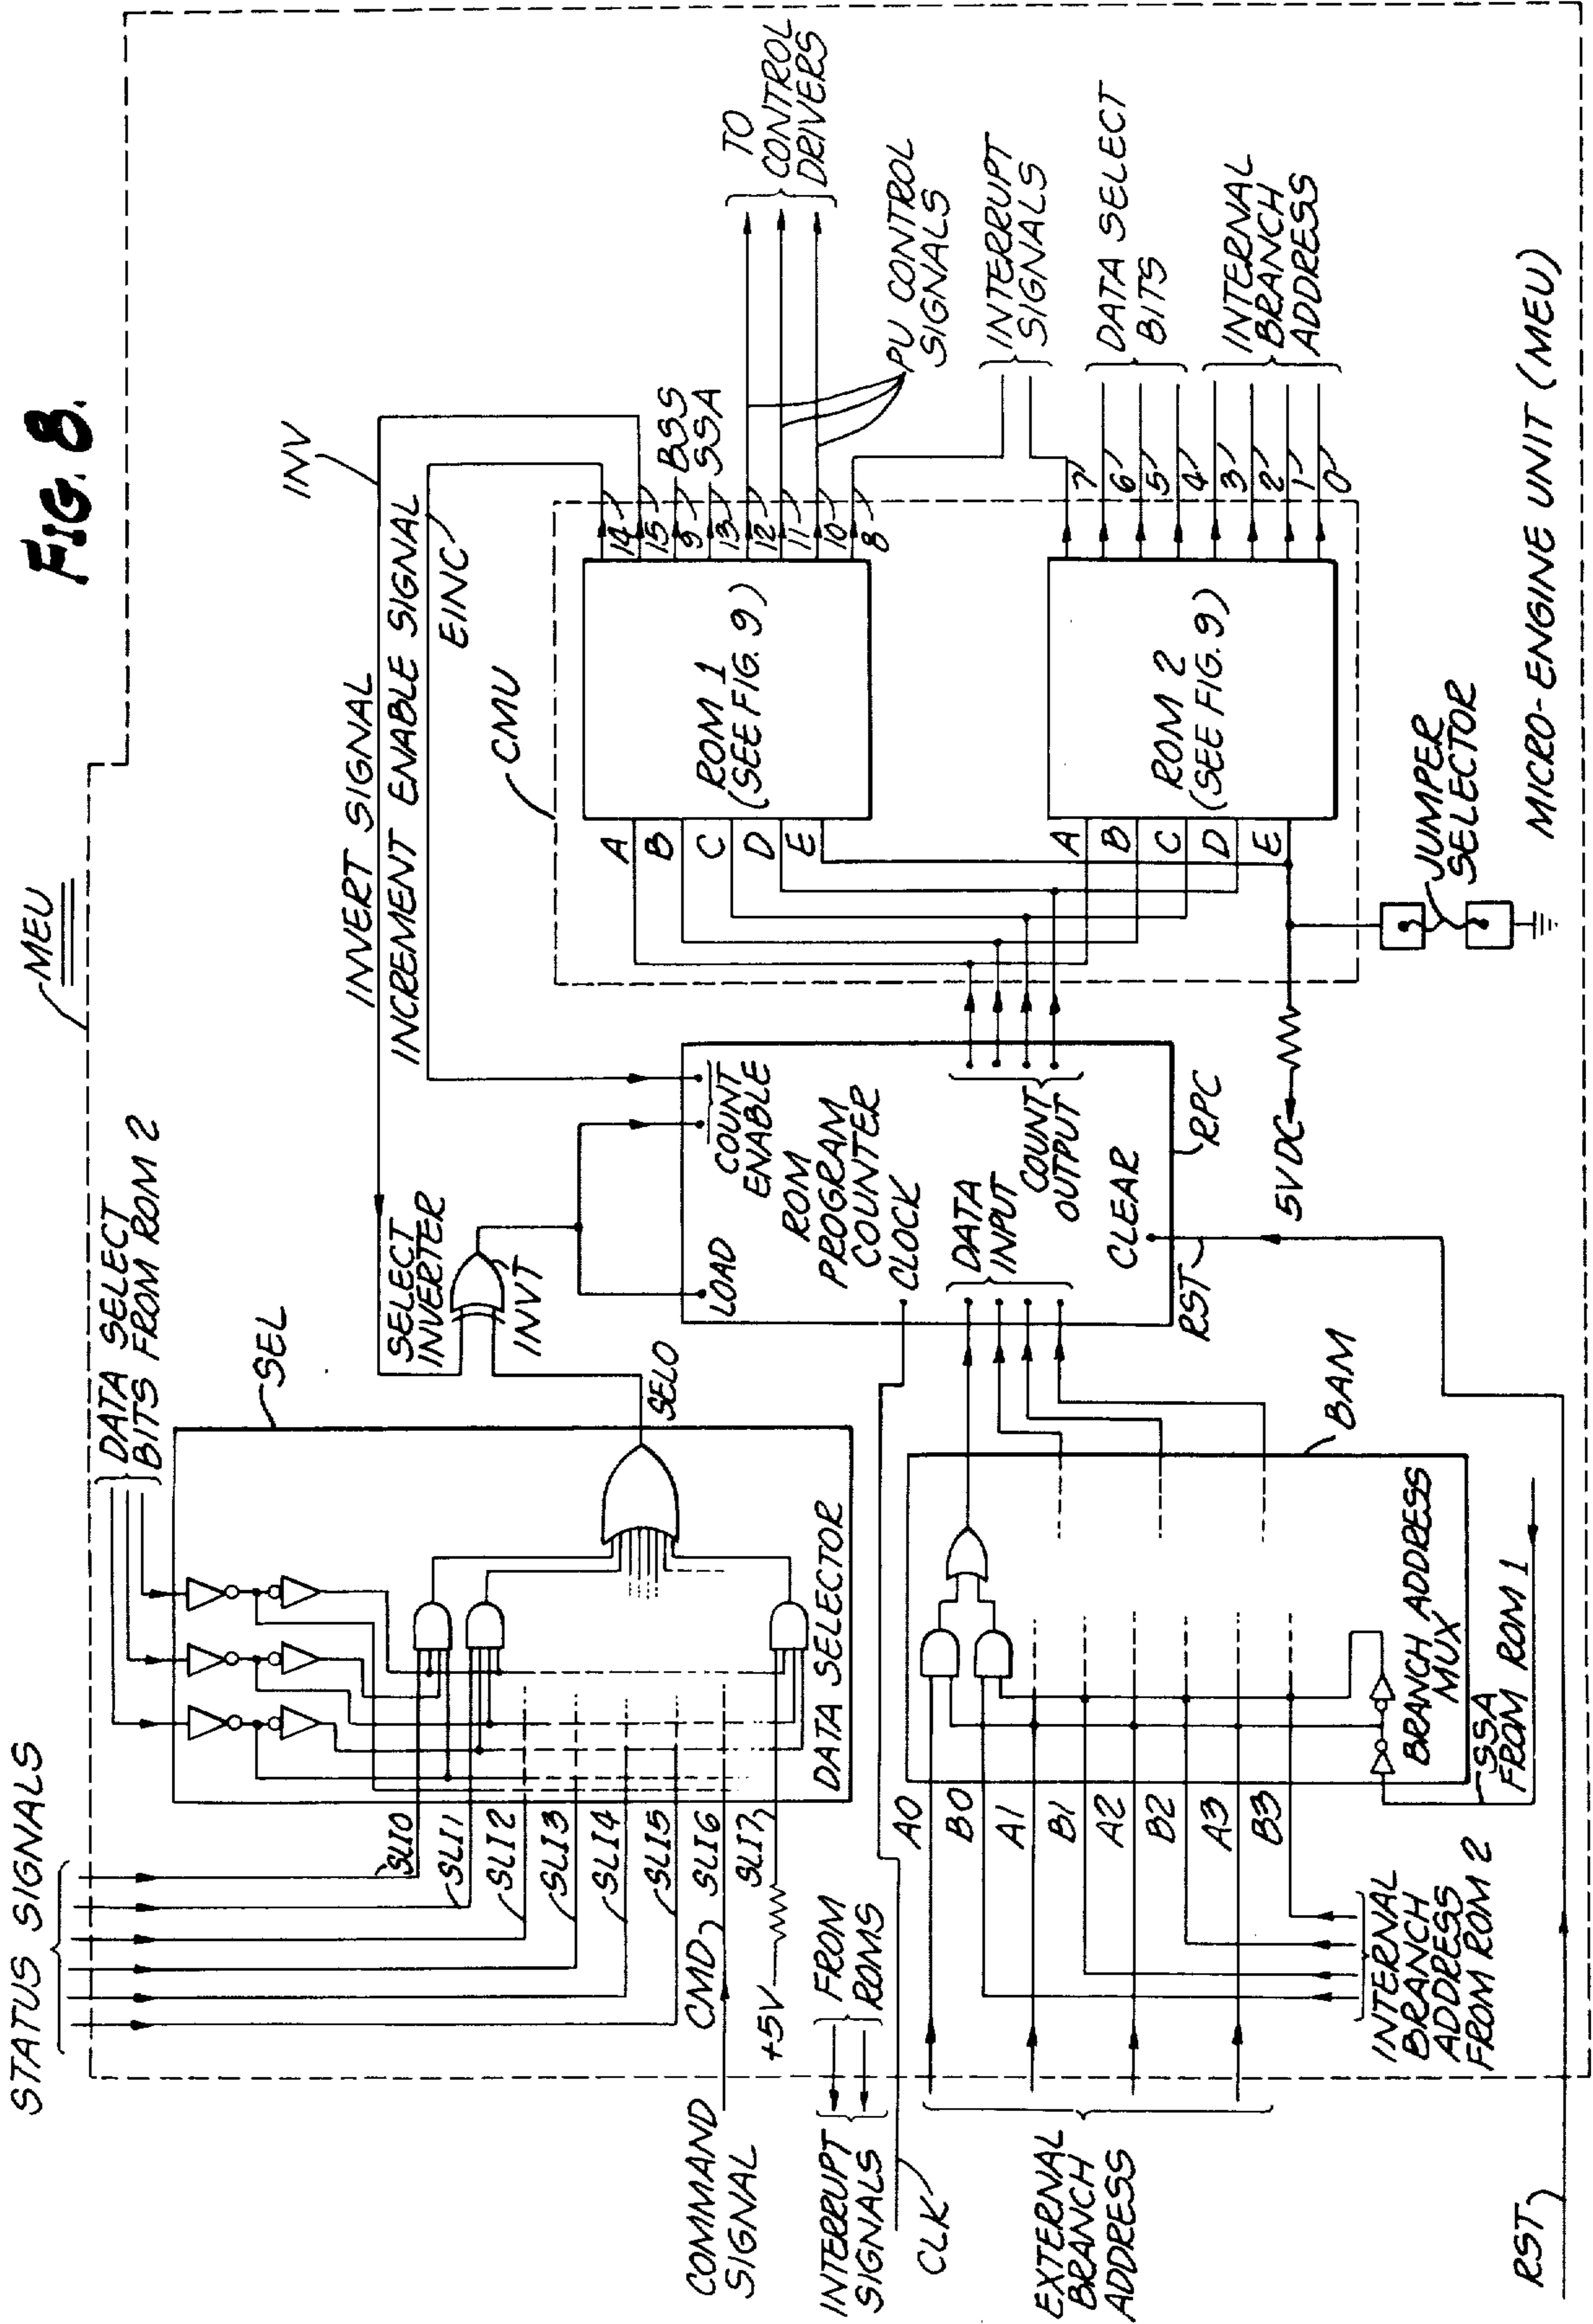 FIG. 8.
MEU
STATUS SIGNALS
DATA SELECT
BITS FROM ROM 2
SEL
INVERT SIGNAL
INV
INCREMENT ENABLE SIGNAL
EINC
SELECT
INVERTER
INVT
SELO
SLI0
SLI1
SLI2
SLI3
SLI4
SLI5
CMD
SLI6
SLI7
+5V
DATA SELECTOR
COMMAND
SIGNAL
INTERRUPT
SIGNALS
FROM
ROMS
CLK
LOAD
COUNT
ENABLE
ROM
PROGRAM
COUNTER
CLOCK
DATA
INPUT
COUNT
OUTPUT
CLEAR
RPC
RST
CMU
A
B
C
D
E
ROM 1
(SEE FIG. 9)
14
15
9
13
12
11
10
8
BSS
SSA
TO
CONTROL
DRIVERS
PU CONTROL
SIGNALS
INTERRUPT
SIGNALS
A
B
C
D
E
ROM 2
(SEE FIG. 9)
7
6
5
4
3
2
1
0
DATA SELECT
BITS
INTERNAL
BRANCH
ADDRESS
5VDC
JUMPER
SELECTOR
EXTERNAL
BRANCH
ADDRESS
A0
B0
A1
B1
A2
B2
A3
B3
BRANCH ADDRESS
MUX
BAM
SSA
FROM ROM 1
INTERNAL
BRANCH
ADDRESS
FROM ROM 2
RST
MICRO-ENGINE UNIT (MEU)